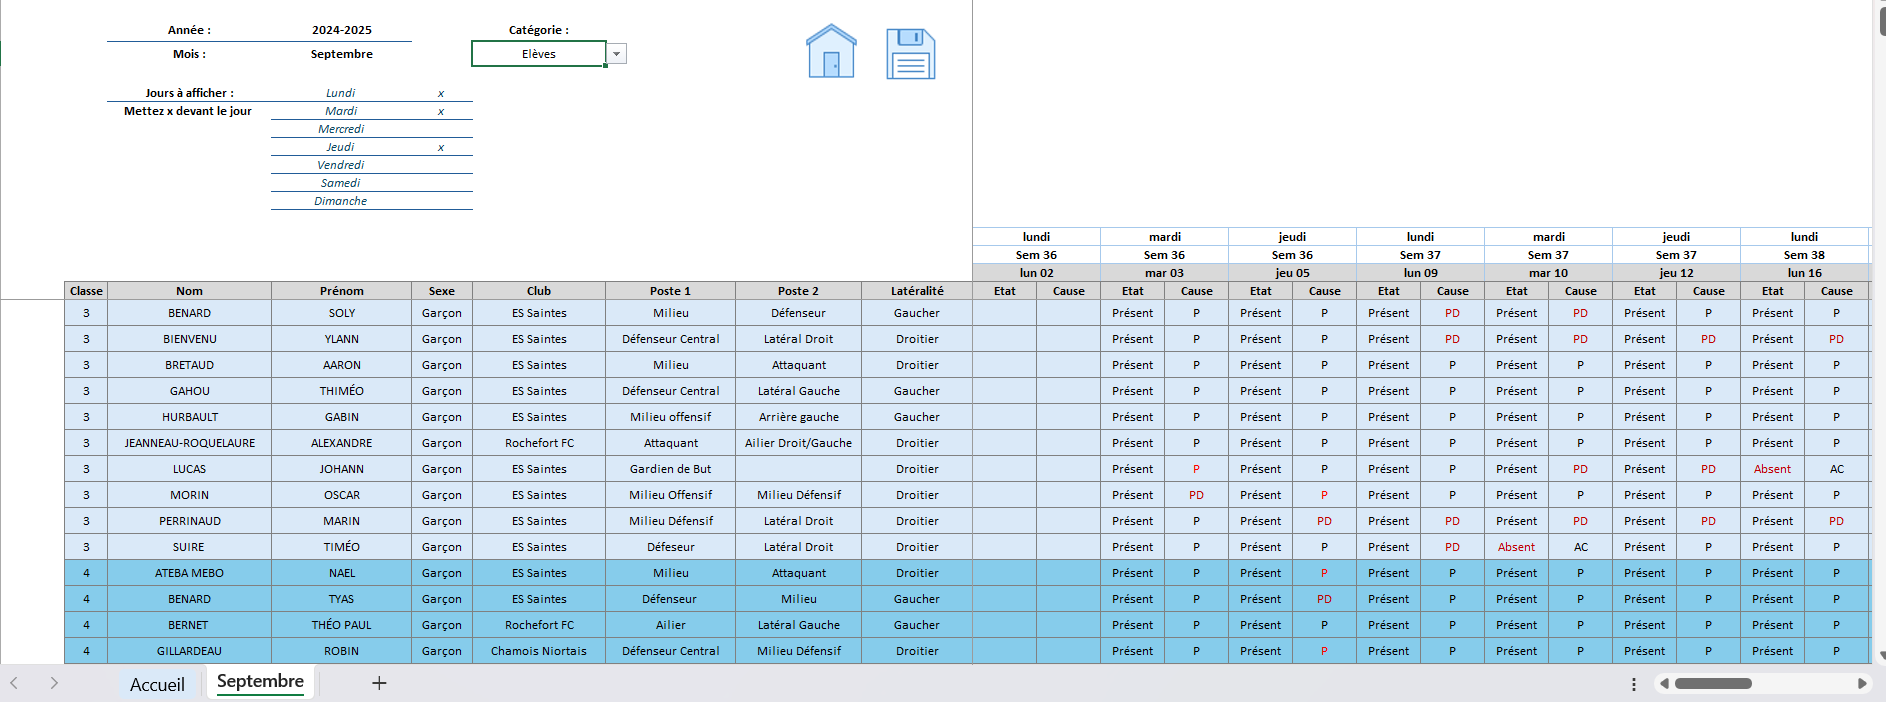 Année : 2024-2025 Catégorie :
Mois : Septembre Elèves
Jours à afficher : Lundi x
Mettez x devant le jour Mardi x
Mercredi
Jeudi x
Vendredi
Samedi
Dimanche
lundi mardi jeudi lundi mardi jeudi lundi
Sem 36 Sem 36 Sem 36 Sem 37 Sem 37 Sem 37 Sem 38
lun 02 mar 03 jeu 05 lun 09 mar 10 jeu 12 lun 16
Classe Nom Prénom Sexe Club Poste 1 Poste 2 Latéralité Etat Cause Etat Cause Etat Cause Etat Cause Etat Cause Etat Cause Etat Cause
3 BENARD SOLY Garçon ES Saintes Milieu Défenseur Gaucher Présent P Présent P Présent PD Présent PD Présent P Présent P
3 BIENVENU YLANN Garçon ES Saintes Défenseur Central Latéral Droit Droitier Présent P Présent P Présent PD Présent PD Présent PD Présent PD
3 BRETAUD AARON Garçon ES Saintes Milieu Attaquant Droitier Présent P Présent P Présent P Présent P Présent P Présent P
3 GAHOU THIMÉO Garçon ES Saintes Défenseur Central Latéral Gauche Gaucher Présent P Présent P Présent P Présent P Présent P Présent P
3 HURBAULT GABIN Garçon ES Saintes Milieu offensif Arrière gauche Gaucher Présent P Présent P Présent P Présent P Présent P Présent P
3 JEANNEAU-ROQUELAURE ALEXANDRE Garçon Rochefort FC Attaquant Ailier Droit/Gauche Droitier Présent P Présent P Présent P Présent P Présent P Présent P
3 LUCAS JOHANN Garçon ES Saintes Gardien de But Droitier Présent P Présent P Présent P Présent PD Présent PD Absent AC
3 MORIN OSCAR Garçon ES Saintes Milieu Offensif Milieu Défensif Droitier Présent PD Présent P Présent P Présent P Présent P Présent P
3 PERRINAUD MARIN Garçon ES Saintes Milieu Défensif Latéral Droit Droitier Présent P Présent PD Présent PD Présent PD Présent PD Présent PD
3 SUIRE TIMÉO Garçon ES Saintes Défeseur Latéral Droit Droitier Présent P Présent P Présent PD Absent AC Présent P Présent P
4 ATEBA MEBO NAEL Garçon ES Saintes Milieu Attaquant Droitier Présent P Présent P Présent P Présent P Présent P Présent P
4 BENARD TYAS Garçon ES Saintes Défenseur Milieu Gaucher Présent P Présent PD Présent P Présent P Présent P Présent P
4 BERNET THÉO PAUL Garçon Rochefort FC Ailier Latéral Gauche Gaucher Présent P Présent P Présent P Présent P Présent P Présent P
4 GILLARDEAU ROBIN Garçon Chamois Niortais Défenseur Central Milieu Défensif Droitier Présent P Présent P Présent P Présent P Présent P Présent P
Accueil Septembre